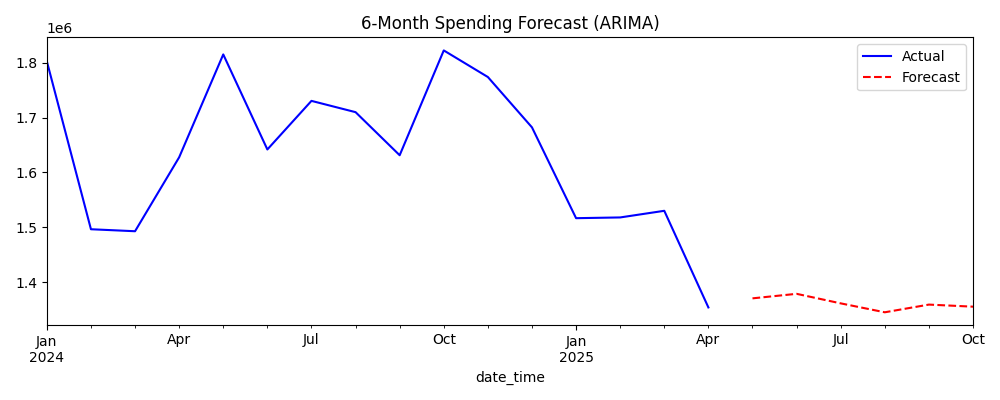 6-Month Spending Forecast (ARIMA)
1e6
Actual
Forecast
1.8
1.7
1.6
1.5
1.4
Jan Apr Jul Oct Jan Apr Jul Oct
2024 2025
date_time